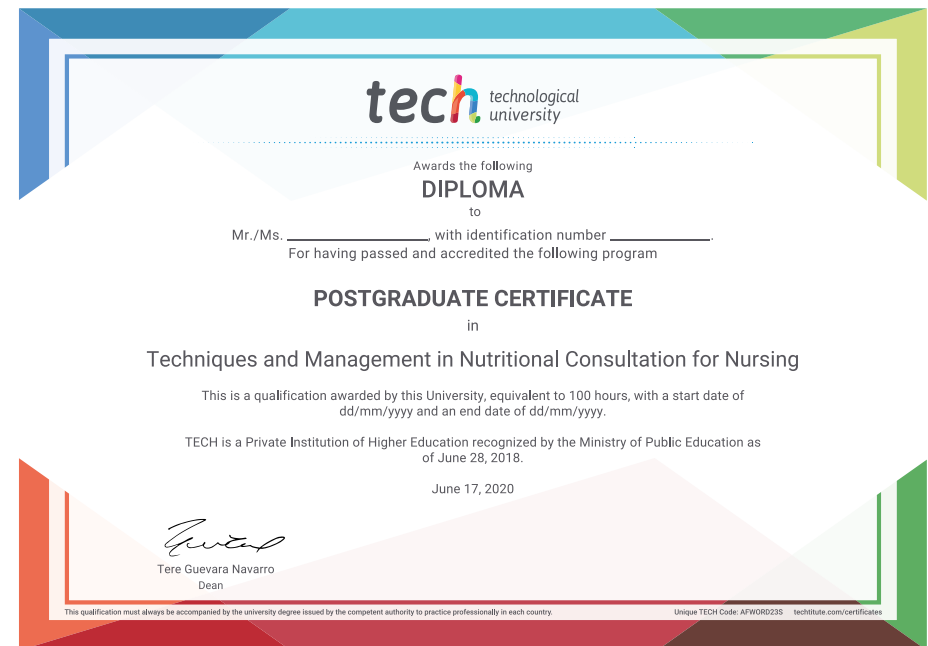 tech technological
university
Awards the following
DIPLOMA
to
Mr./Ms. ____________________, with identification number ______________.
For having passed and accredited the following program
POSTGRADUATE CERTIFICATE
in
Techniques and Management in Nutritional Consultation for Nursing
This is a qualification awarded by this University, equivalent to 100 hours, with a start date of
dd/mm/yyyy and an end date of dd/mm/yyyy.
TECH is a Private Institution of Higher Education recognized by the Ministry of Public Education as
of June 28, 2018.
June 17, 2020
Tere Guevara Navarro
Dean
This qualification must always be accompanied by the university degree issued by the competent authority to practice professionally in each country.
Unique TECH Code: AFWORD23S techtitute.com/certificates